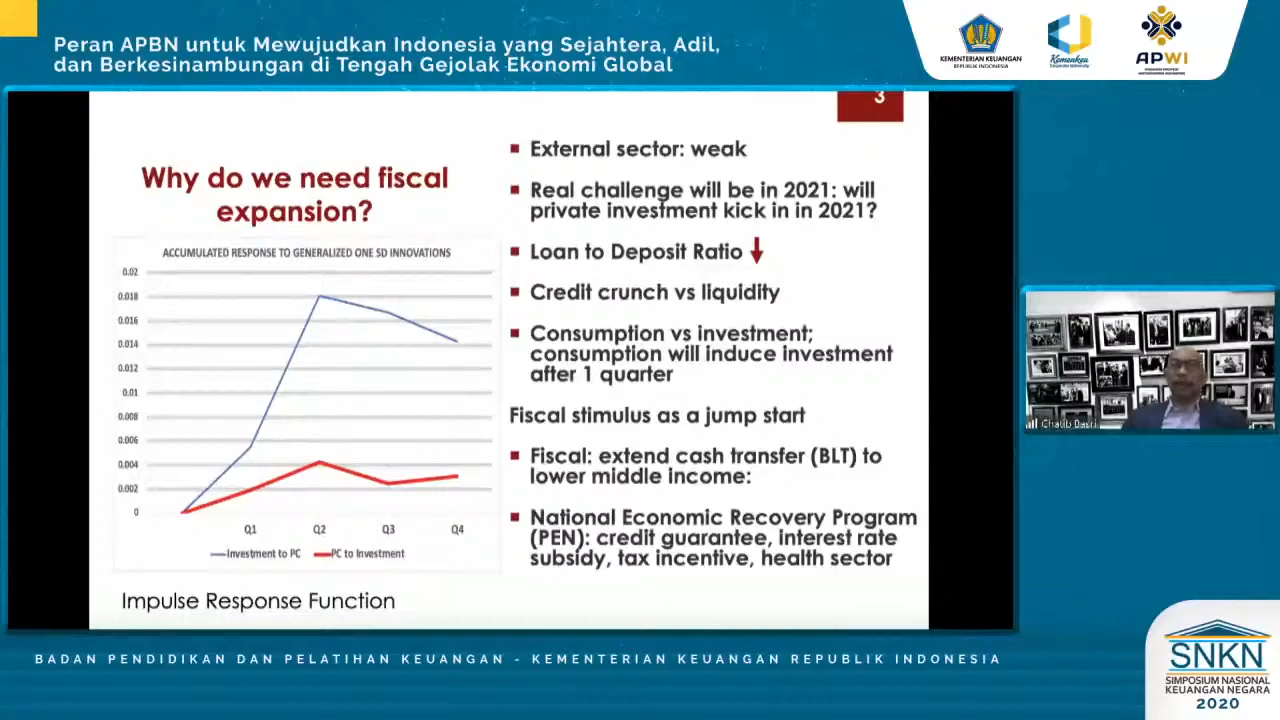 Peran APBN untuk Mewujudkan Indonesia yang Sejahtera, Adil,
dan Berkesinambungan di Tengah Gejolak Ekonomi Global
KEMENTERIAN KEUANGAN
REPUBLIK INDONESIA
Kemenkeu
APWI
3
Why do we need fiscal
expansion?
ACCUMULATED RESPONSE TO GENERALIZED ONE SD INNOVATIONS
0.02
0.018
0.016
0.014
0.012
0.01
0.008
0.006
0.004
0.002
0
Q1 Q2 Q3 Q4
Investment to PC PC to Investment
Impulse Response Function
External sector: weak
Real challenge will be in 2021: will
private investment kick in in 2021?
Loan to Deposit Ratio
Credit crunch vs liquidity
Consumption vs investment;
consumption will induce investment
after 1 quarter
Fiscal stimulus as a jump start
Fiscal: extend cash transfer (BLT) to
lower middle income:
National Economic Recovery Program
(PEN): credit guarantee, interest rate
subsidy, tax incentive, health sector
Chatib Basri
BADAN PENDIDIKAN DAN PELATIHAN KEUANGAN - KEMENTERIAN KEUANGAN REPUBLIK INDONESIA
SNKN
SIMPOSIUM NASIONAL
KEUANGAN NEGARA
2020